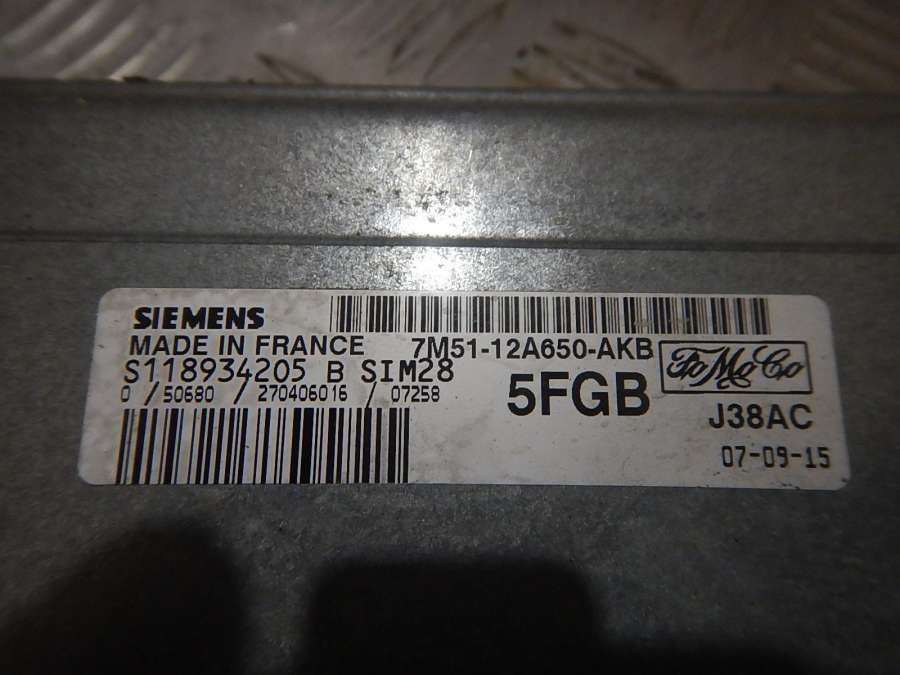 SIEMENS
MADE IN FRANCE 7M51-12A650-AKB
S118934205 B SIM28 FoMoCo
0 /50680 / 270406016 / 07258 5FGB
J38AC
07-09-15